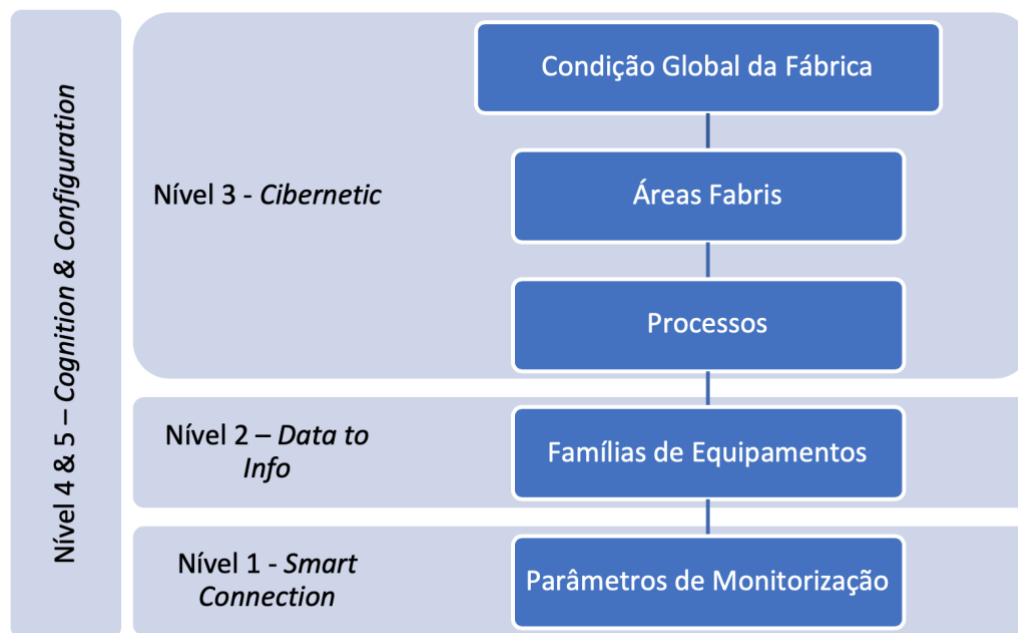 Nível 4 & 5 – Cognition & Configuration
Condição Global da Fábrica
Nível 3 - Cibernetic
Áreas Fabris
Processos
Nível 2 – Data to
Info
Famílias de Equipamentos
Nível 1 - Smart
Connection
Parâmetros de Monitorização